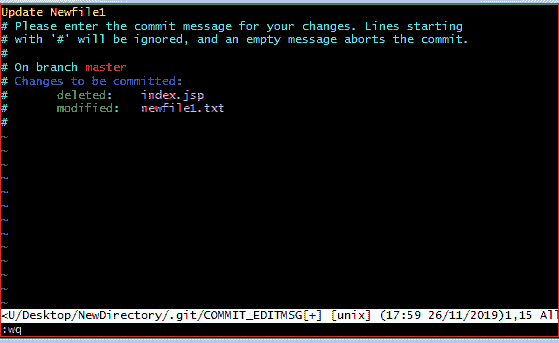 Update Newfile1
# Please enter the commit message for your changes. Lines starting
# with '#' will be ignored, and an empty message aborts the commit.
#
# On branch master
# Changes to be committed:
#       deleted:    index.jsp
#       modified:   newfile1.txt
#
~
~
~
~
~
~
~
~
~
~
~
~
~
<U/Desktop/NewDirectory/.git/COMMIT_EDITMSG[+] [unix] (17:59 26/11/2019)1,15 All
:wq